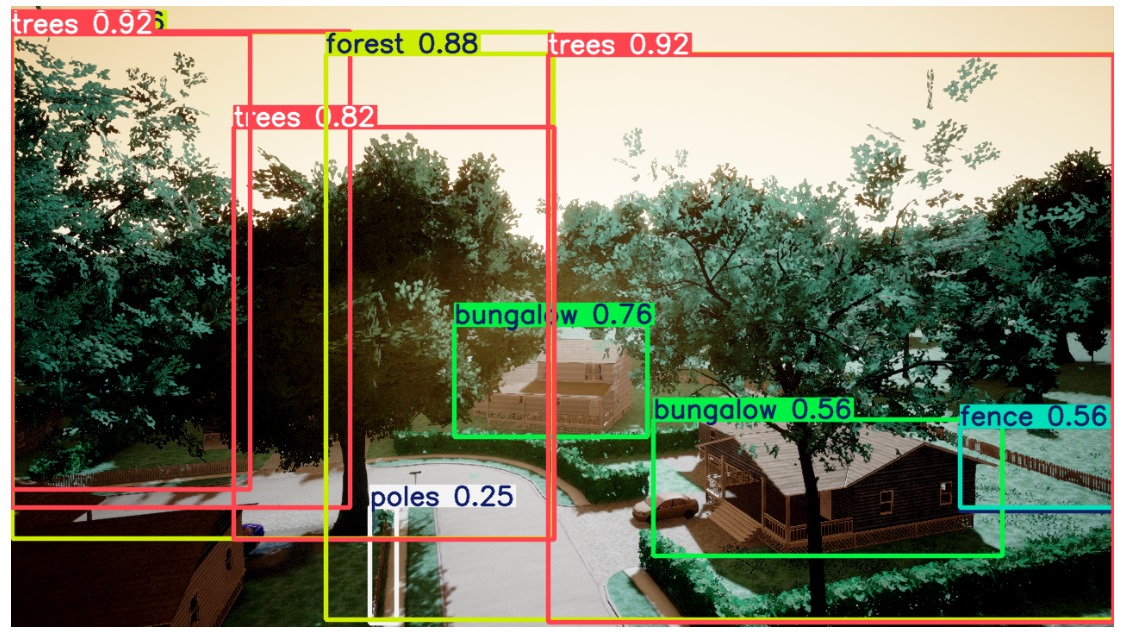 trees 0.92
6
forest 0.88
trees 0.92
trees 0.82
bungalow 0.76
bungalow 0.56
fence 0.56
poles 0.25